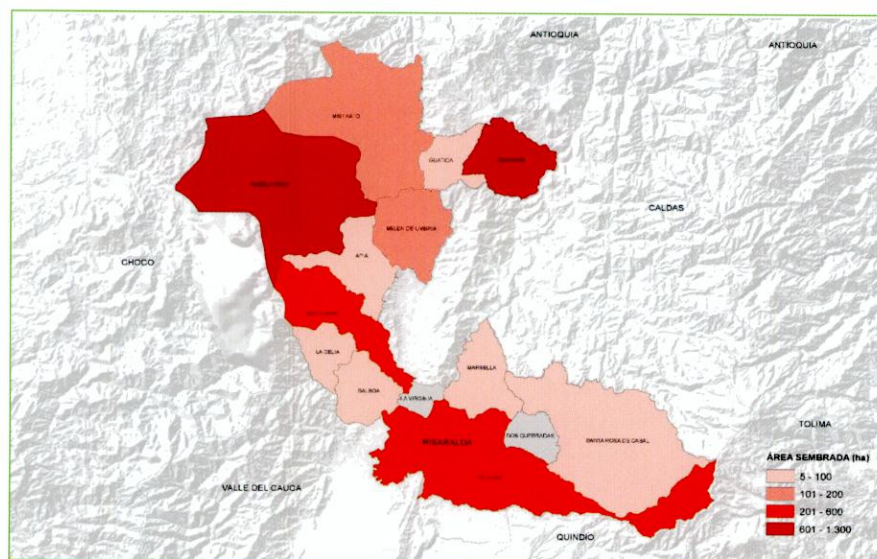 ANTIOQUIA
ANTIOQUIA
MISTRATO
GUATICA
CALDAS
BELEN DE UMBRIA
CHOCO
APIA
LA CELIA
MARSELLA
BALBOA
LA VIRGINIA
DOS QUEBRADAS
SANTA ROSA DE CABAL
RISARALDA
TOLIMA
VALLE DEL CAUCA
QUINDIO
ÁREA SEMBRADA (ha)
5 - 100
101 - 200
201 - 600
601 - 1.300